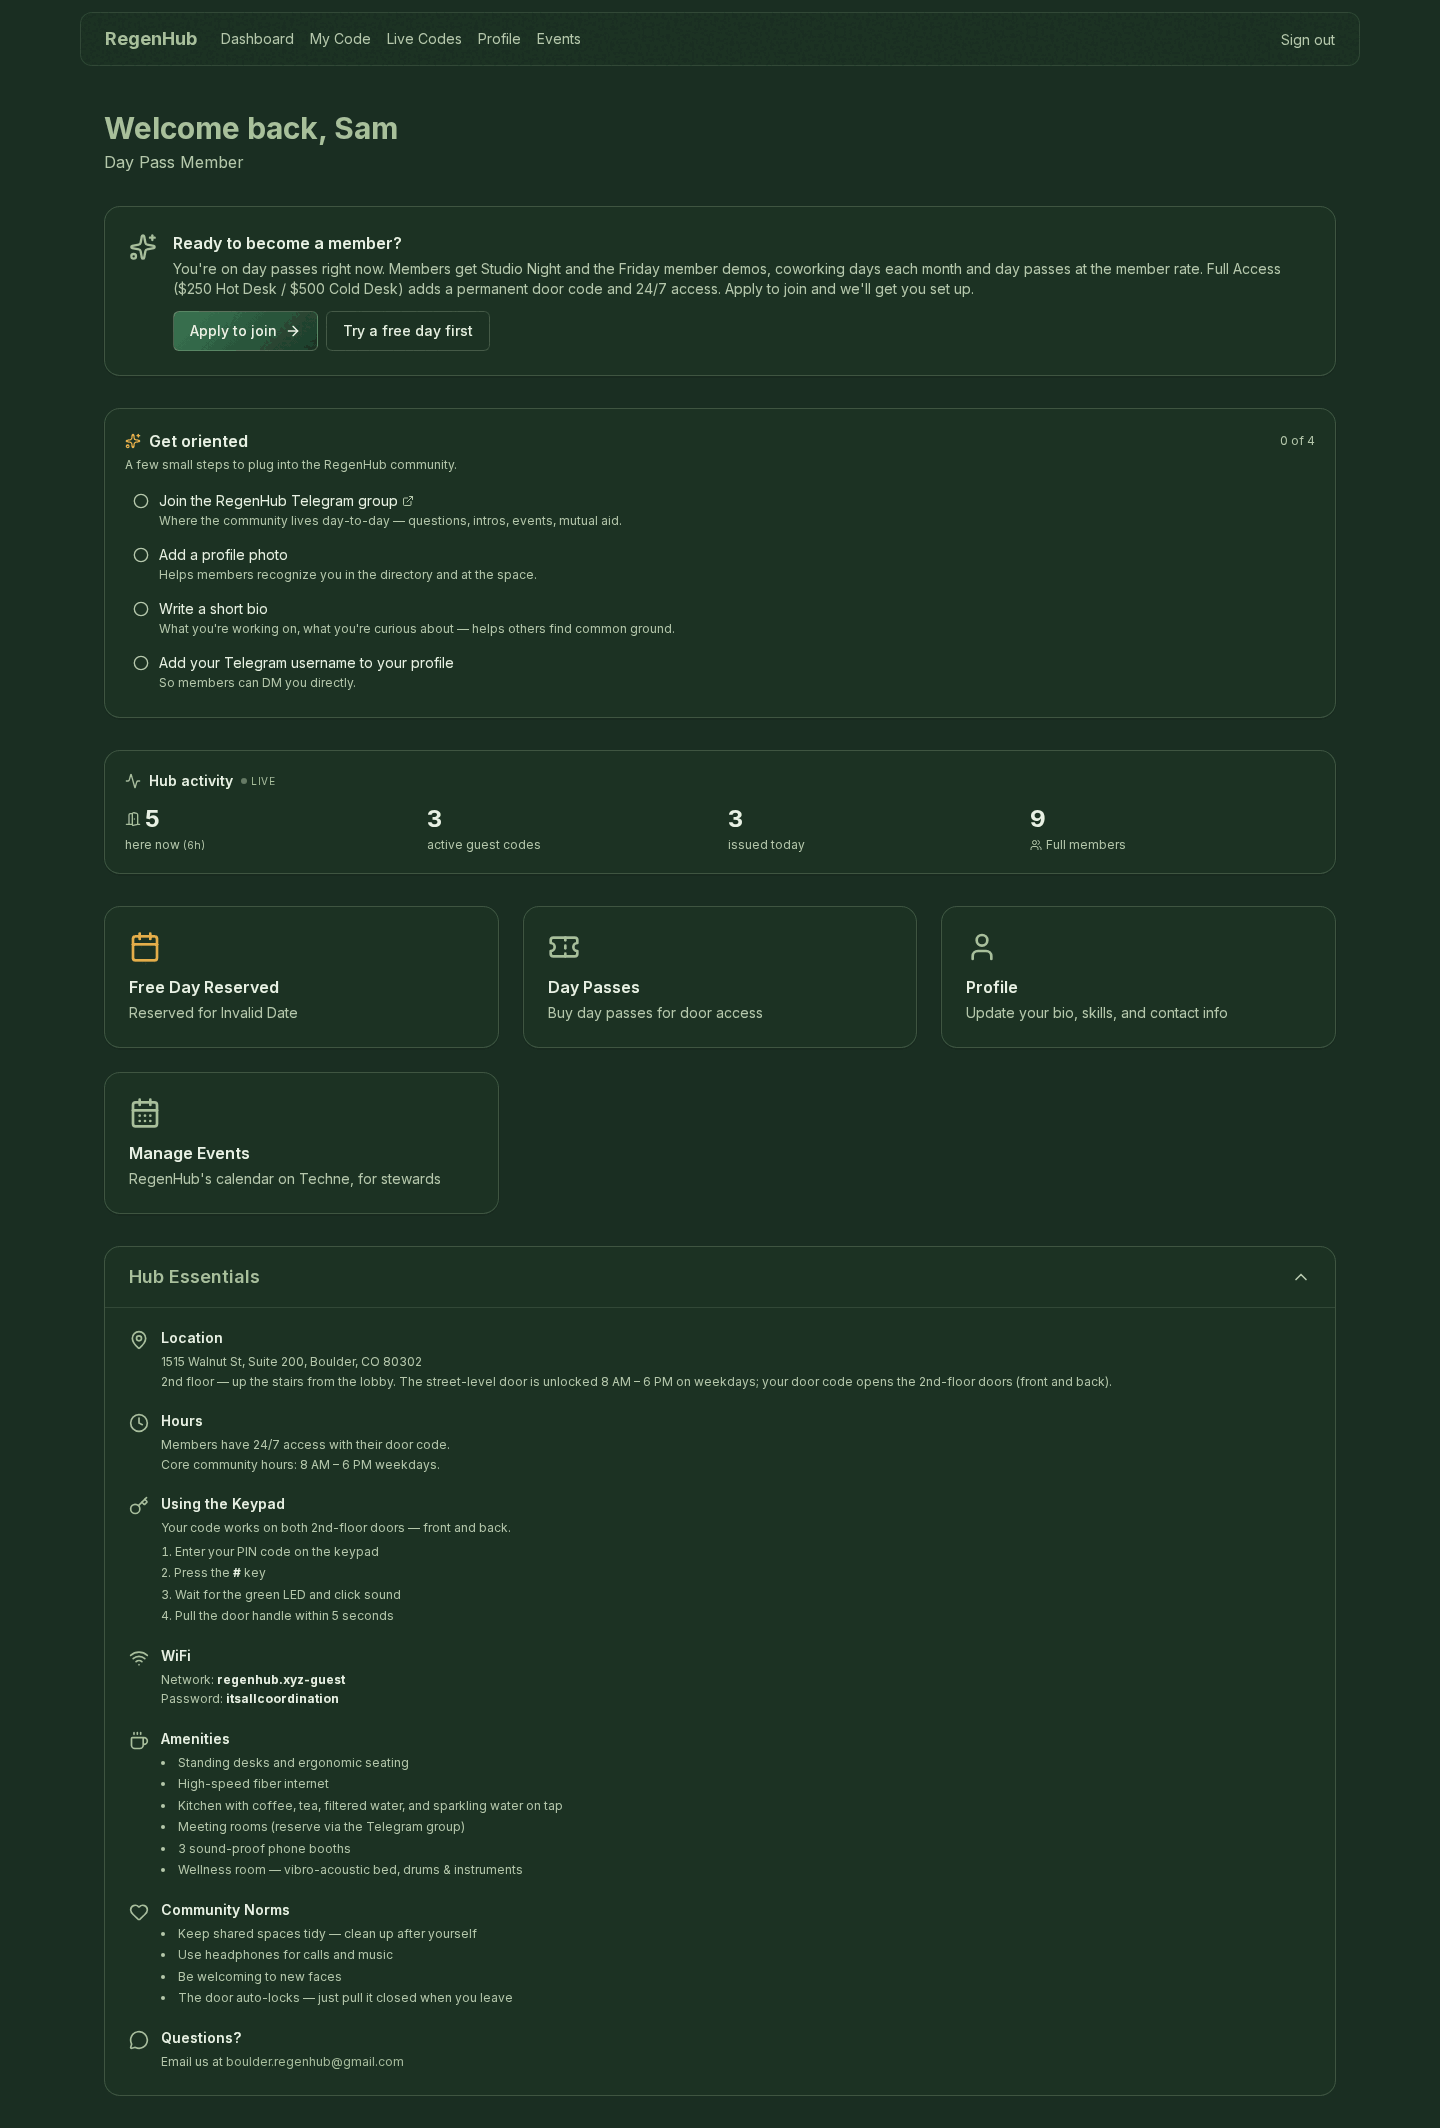 RegenHub Dashboard My Code Live Codes Profile Events Sign out
Welcome back, Sam
Day Pass Member
Ready to become a member?
You're on day passes right now. Members get Studio Night and the Friday member demos, coworking days each month and day passes at the member rate. Full Access
($250 Hot Desk / $500 Cold Desk) adds a permanent door code and 24/7 access. Apply to join and we'll get you set up.
Apply to join Try a free day first
Get oriented 0 of 4
A few small steps to plug into the RegenHub community.
Join the RegenHub Telegram group
Where the community lives day-to-day — questions, intros, events, mutual aid.
Add a profile photo
Helps members recognize you in the directory and at the space.
Write a short bio
What you're working on, what you're curious about — helps others find common ground.
Add your Telegram username to your profile
So members can DM you directly.
Hub activity LIVE
5 3 3 9
here now (6h) active guest codes issued today Full members
Free Day Reserved
Reserved for Invalid Date
Day Passes
Buy day passes for door access
Profile
Update your bio, skills, and contact info
Manage Events
RegenHub's calendar on Techne, for stewards
Hub Essentials
Location
1515 Walnut St, Suite 200, Boulder, CO 80302
2nd floor — up the stairs from the lobby. The street-level door is unlocked 8 AM – 6 PM on weekdays; your door code opens the 2nd-floor doors (front and back).
Hours
Members have 24/7 access with their door code.
Core community hours: 8 AM – 6 PM weekdays.
Using the Keypad
Your code works on both 2nd-floor doors — front and back.
1. Enter your PIN code on the keypad
2. Press the # key
3. Wait for the green LED and click sound
4. Pull the door handle within 5 seconds
WiFi
Network: regenhub.xyz-guest
Password: itsallcoordination
Amenities
• Standing desks and ergonomic seating
• High-speed fiber internet
• Kitchen with coffee, tea, filtered water, and sparkling water on tap
• Meeting rooms (reserve via the Telegram group)
• 3 sound-proof phone booths
• Wellness room — vibro-acoustic bed, drums & instruments
Community Norms
• Keep shared spaces tidy — clean up after yourself
• Use headphones for calls and music
• Be welcoming to new faces
• The door auto-locks — just pull it closed when you leave
Questions?
Email us at boulder.regenhub@gmail.com